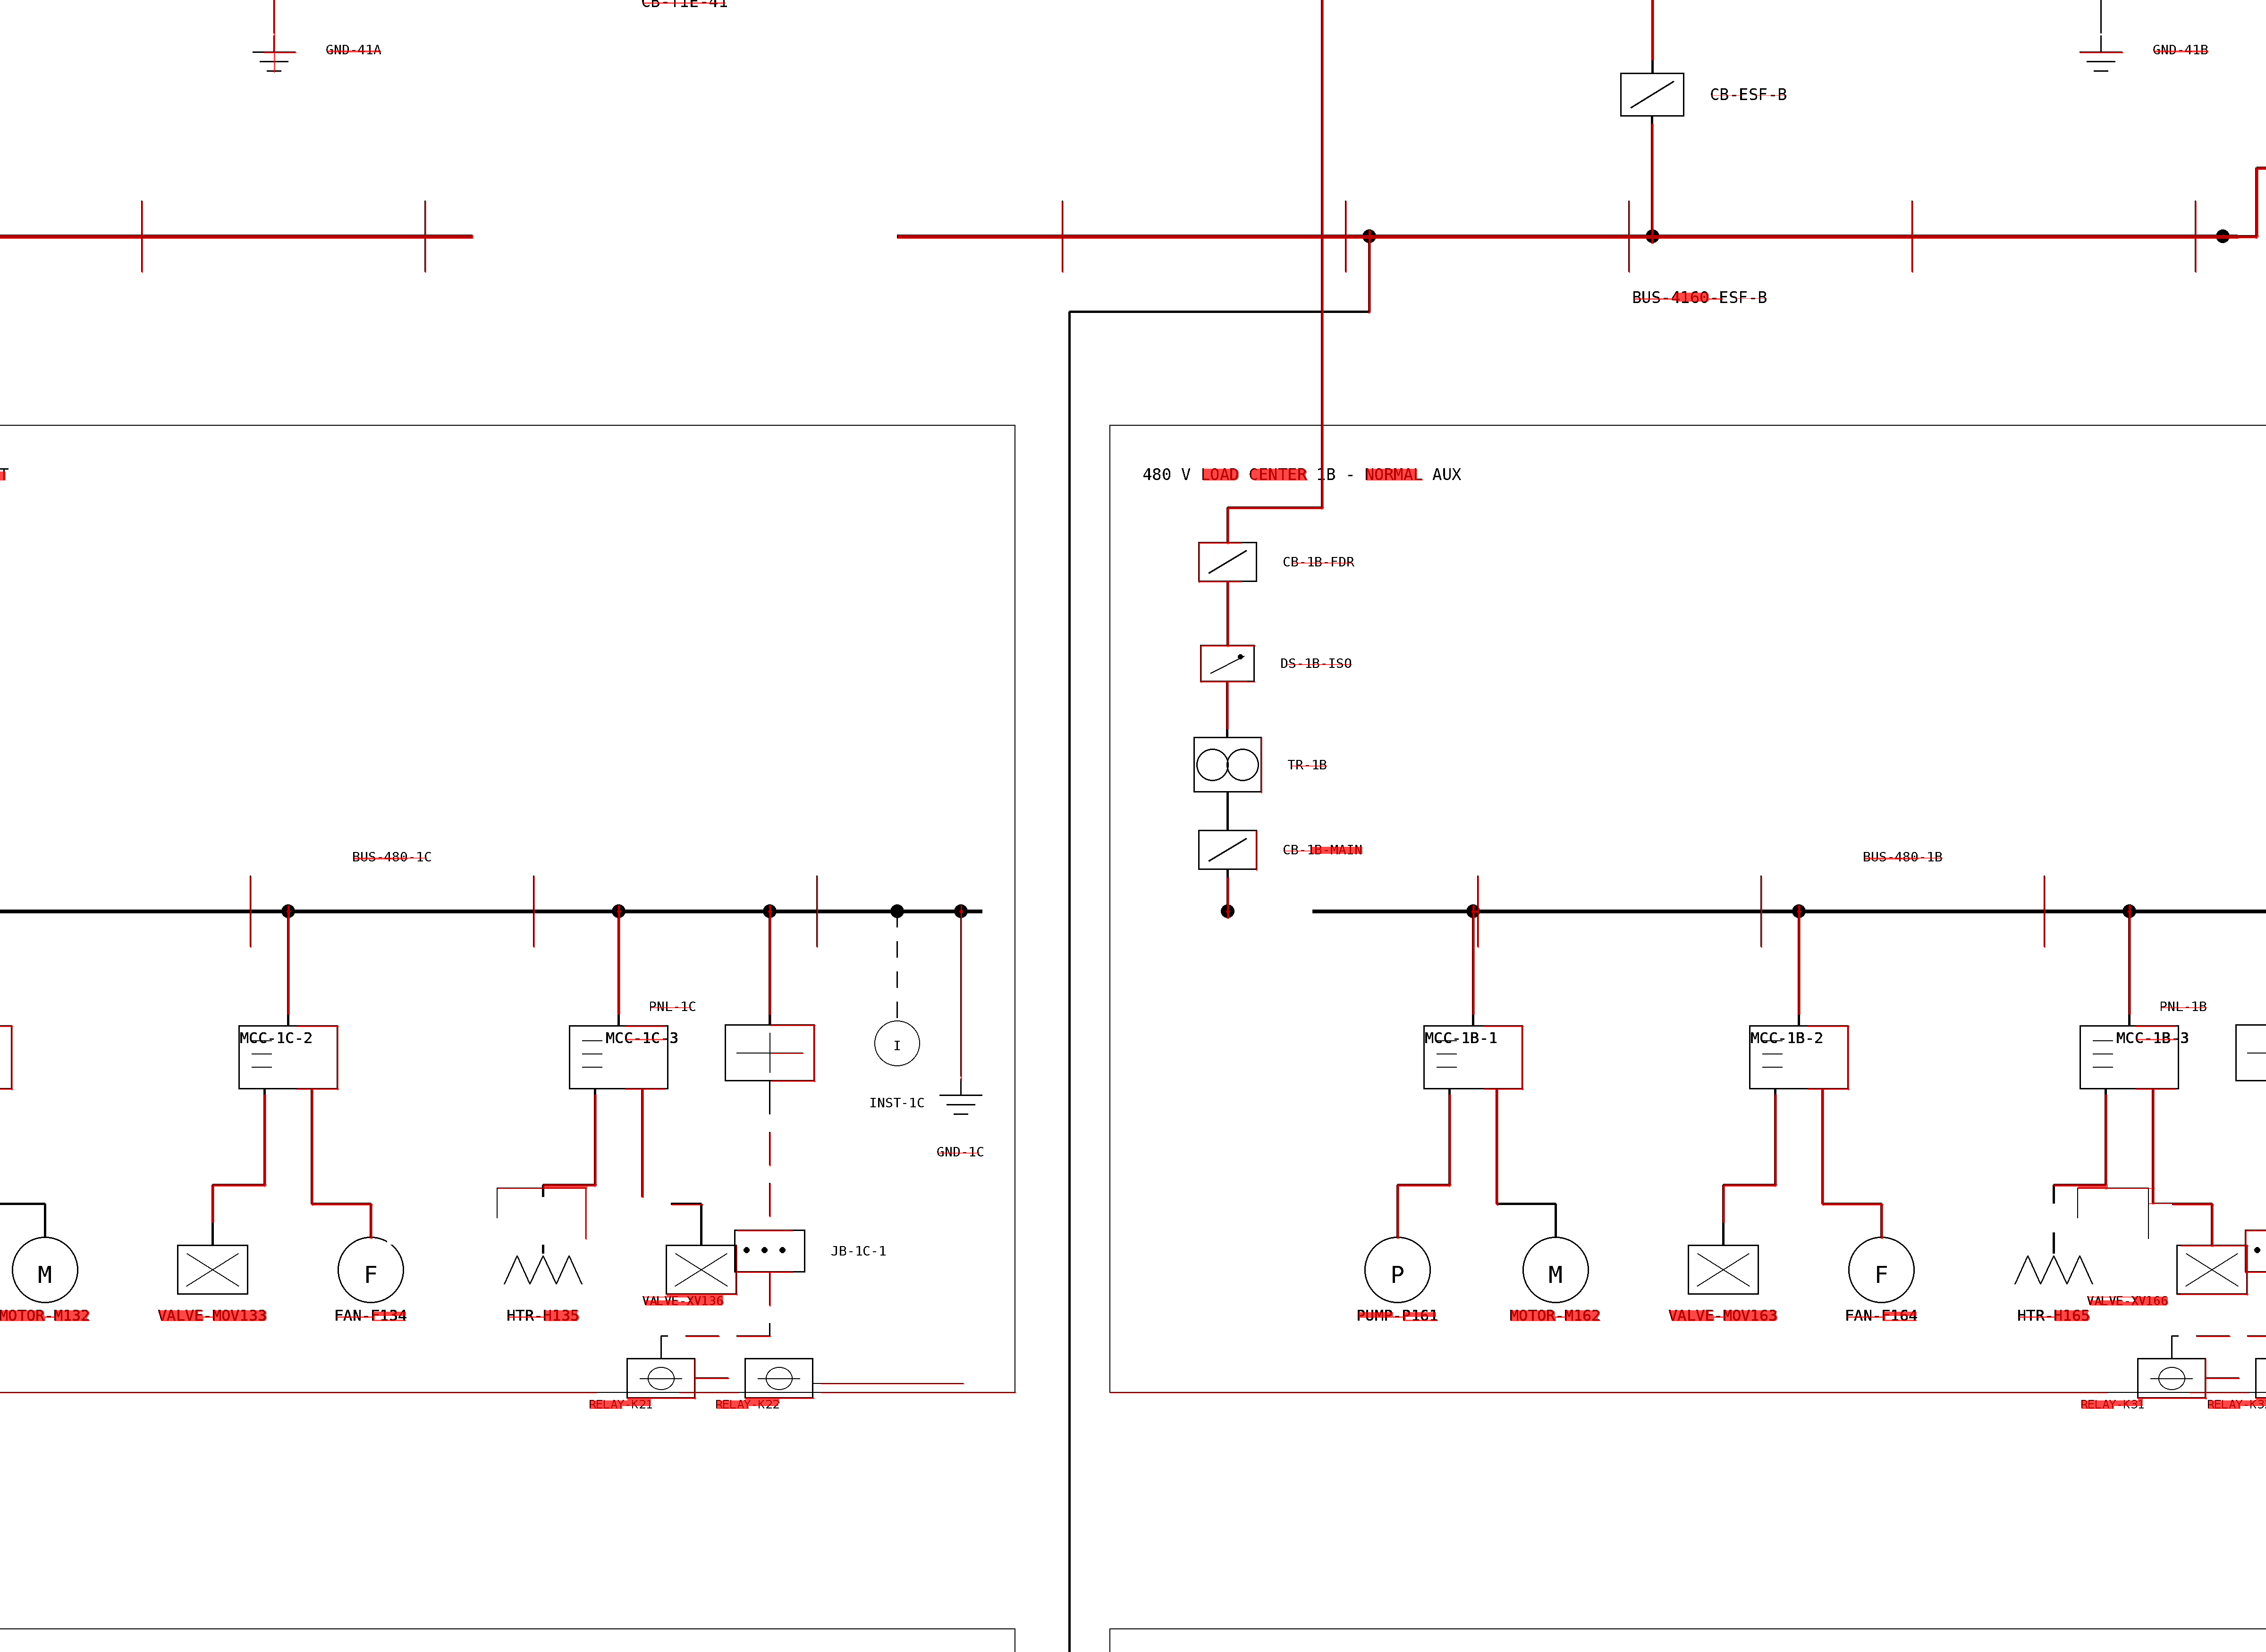 CB-TIE-41
GND-41A
GND-41B
CB-ESF-B
BUS-4160-ESF-B
480 V LOAD CENTER 1B - NORMAL AUX
CB-1B-FDR
DS-1B-ISO
TR-1B
CB-1B-MAIN
BUS-480-1C
BUS-480-1B
PNL-1C
PNL-1B
MCC-1C-2
MCC-1C-3
MCC-1B-1
MCC-1B-2
MCC-1B-3
I
INST-1C
GND-1C
JB-1C-1
M
F
P
M
F
VALVE-XV136
VALVE-XV166
MOTOR-M132
VALVE-MOV133
FAN-F134
HTR-H135
PUMP-P161
MOTOR-M162
VALVE-MOV163
FAN-F164
HTR-H165
RELAY-K21
RELAY-K22
RELAY-K31